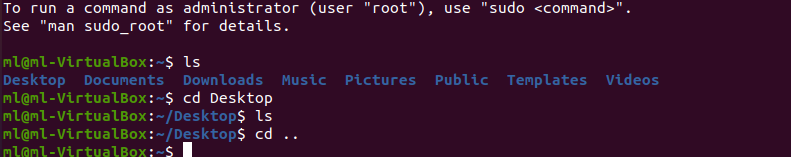 To run a command as administrator (user "root"), use "sudo <command>".
See "man sudo_root" for details.
ml@ml-VirtualBox:~$ ls
Desktop  Documents  Downloads  Music  Pictures  Public  Templates  Videos
ml@ml-VirtualBox:~$ cd Desktop
ml@ml-VirtualBox:~/Desktop$ ls
ml@ml-VirtualBox:~/Desktop$ cd ..
ml@ml-VirtualBox:~$